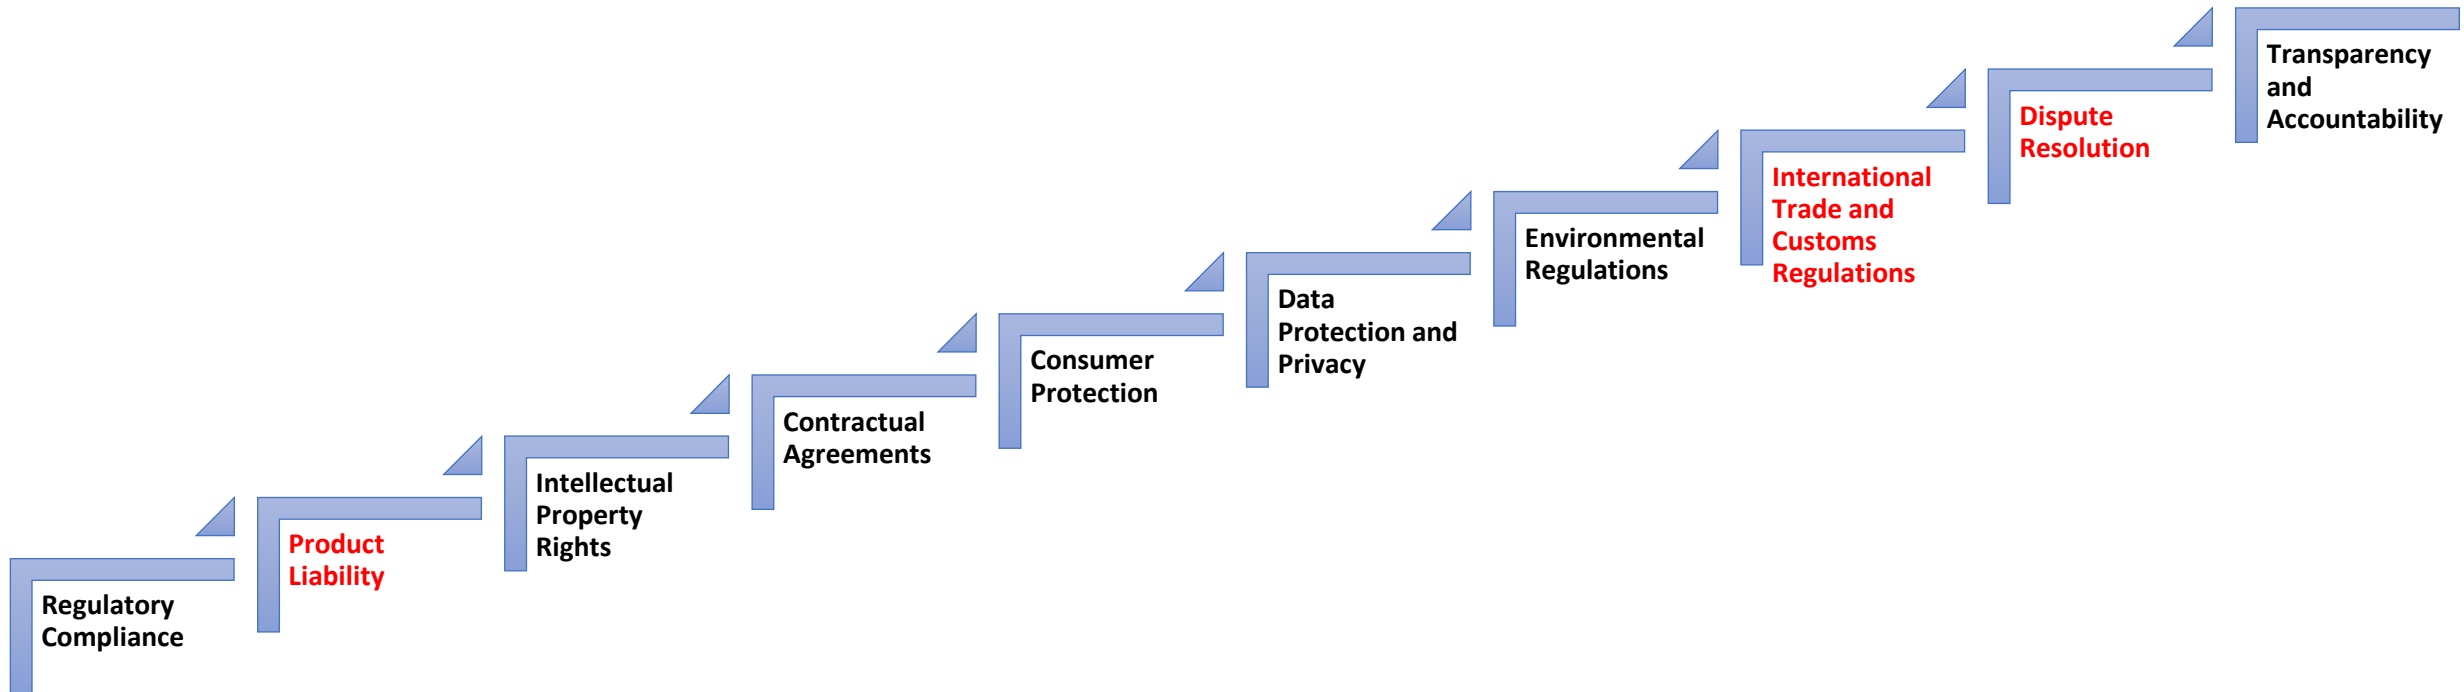 Regulatory
Compliance
Product
Liability
Intellectual
Property
Rights
Contractual
Agreements
Consumer
Protection
Data
Protection and
Privacy
Environmental
Regulations
International
Trade and
Customs
Regulations
Dispute
Resolution
Transparency
and
Accountability